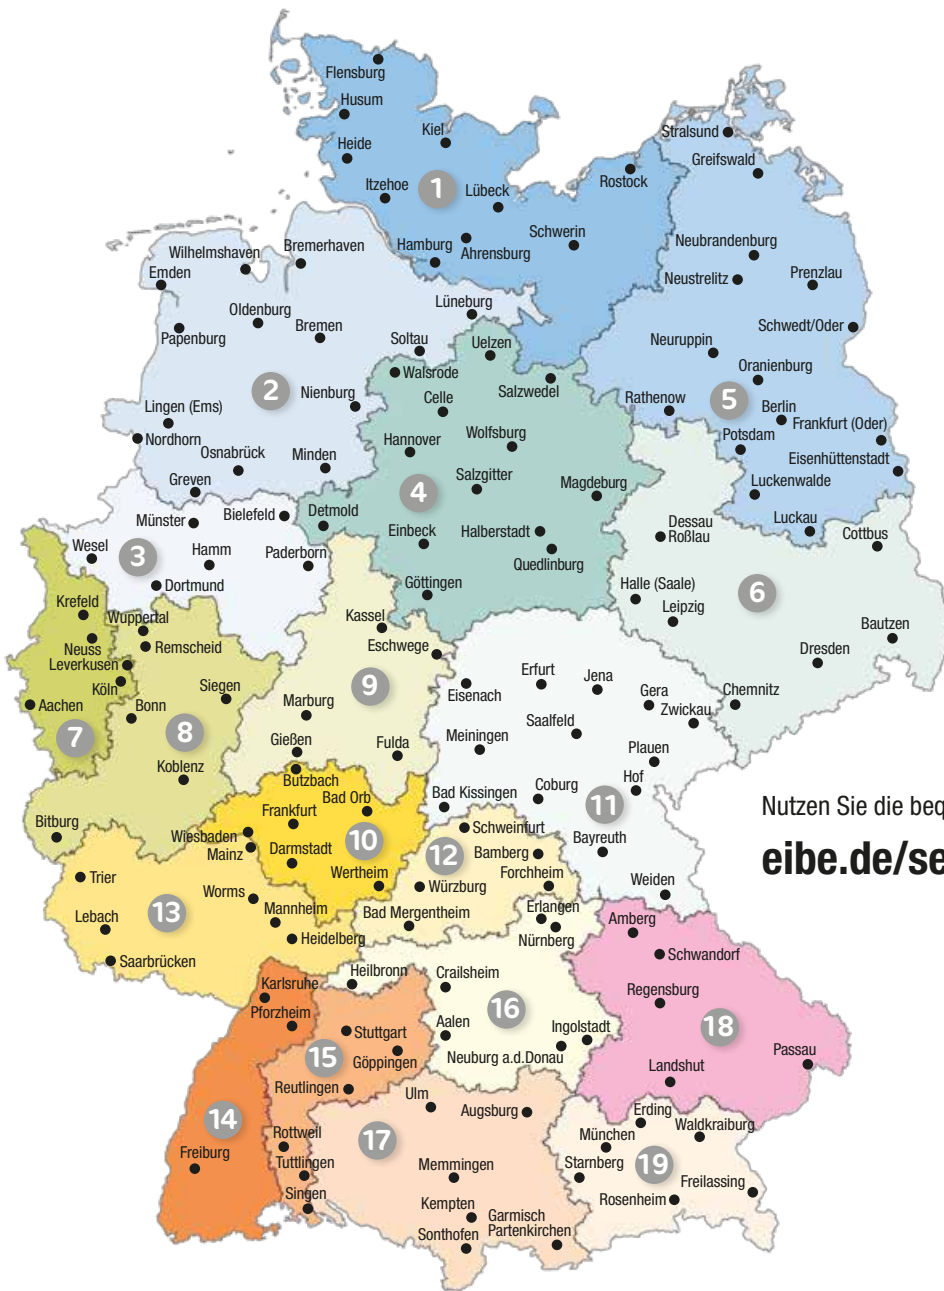 Flensburg
Husum
Kiel
Heide
Stralsund
Greifswald
Itzehoe
1
Lübeck
Rostock
Hamburg
Ahrensburg
Schwerin
Neubrandenburg
Neustrelitz
Prenzlau
Wilhelmshaven
Bremerhaven
Emden
Oldenburg
Lüneburg
Papenburg
Bremen
Soltau
Uelzen
Schwedt/Oder
Neuruppin
Walsrode
Salzwedel
Oranienburg
2
Nienburg
Celle
Rathenow
5
Berlin
Lingen (Ems)
Nordhorn
Hannover
Wolfsburg
Potsdam
Frankfurt (Oder)
Osnabrück
Minden
Eisenhüttenstadt
Greven
4
Salzgitter
Magdeburg
Luckenwalde
Münster
Bielefeld
Detmold
Einbeck
Halberstadt
Dessau
Roßlau
Luckau
Cottbus
Wesel
3
Hamm
Paderborn
Quedlinburg
Dortmund
Göttingen
Halle (Saale)
6
Krefeld
Wuppertal
Kassel
Leipzig
Bautzen
Neuss
Remscheid
Eschwege
Leverkusen
Dresden
Köln
Siegen
9
Eisenach
Erfurt
Jena
Gera
Chemnitz
Aachen
Bonn
Marburg
Zwickau
7
8
Gießen
Fulda
Meiningen
Saalfeld
Plauen
Koblenz
Butzbach
Hof
Bad Orb
Bad Kissingen
Coburg
11
Nutzen Sie die beq
Bitburg
Frankfurt
10
Schweinfurt
Wiesbaden
Mainz
Darmstadt
12
Bamberg
Bayreuth
eibe.de/se
Trier
Wertheim
Würzburg
Forchheim
Weiden
Worms
13
Mannheim
Bad Mergentheim
Erlangen
Lebach
Nürnberg
Amberg
Heidelberg
Saarbrücken
Schwandorf
Heilbronn
Crailsheim
Karlsruhe
Regensburg
16
Pforzheim
18
Stuttgart
Aalen
Ingolstadt
15
Göppingen
Neuburg a.d.Donau
Passau
Reutlingen
Landshut
Ulm
Augsburg
14
Erding
Waldkraiburg
Rottweil
17
München
Freiburg
Tuttlingen
Memmingen
Starnberg
19
Freilassing
Singen
Rosenheim
Kempten
Garmisch
Partenkirchen
Sonthofen